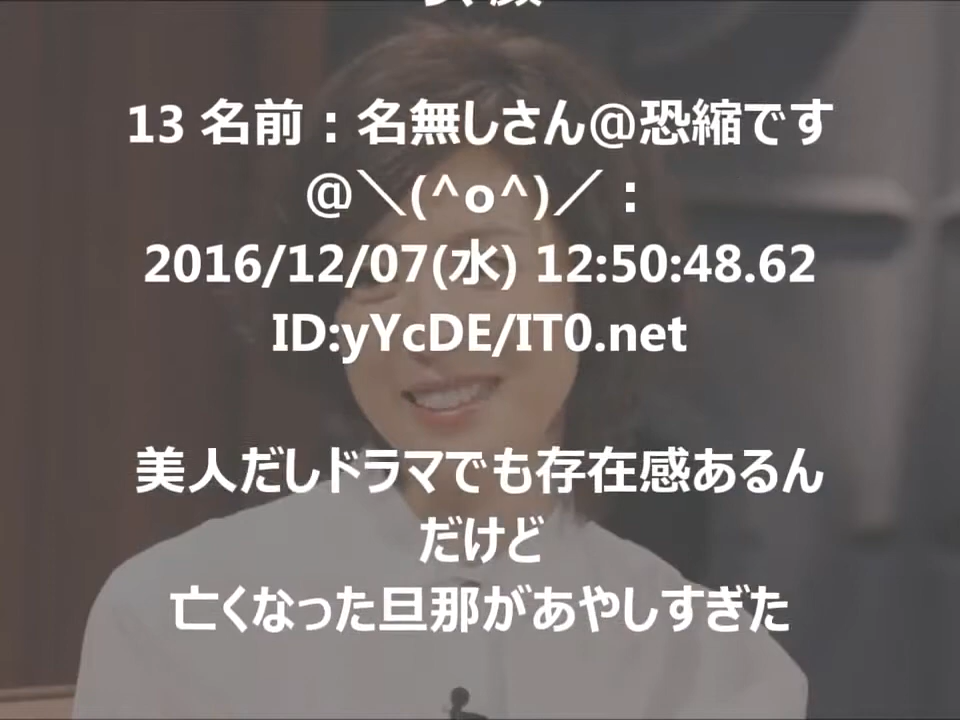 13 名前：名無しさん@恐縮です
@＼(^o^)／：
2016/12/07(水) 12:50:48.62
ID:yYcDE/IT0.net
美人だしドラマでも存在感あるん
だけど
亡くなった旦那があやしすぎた